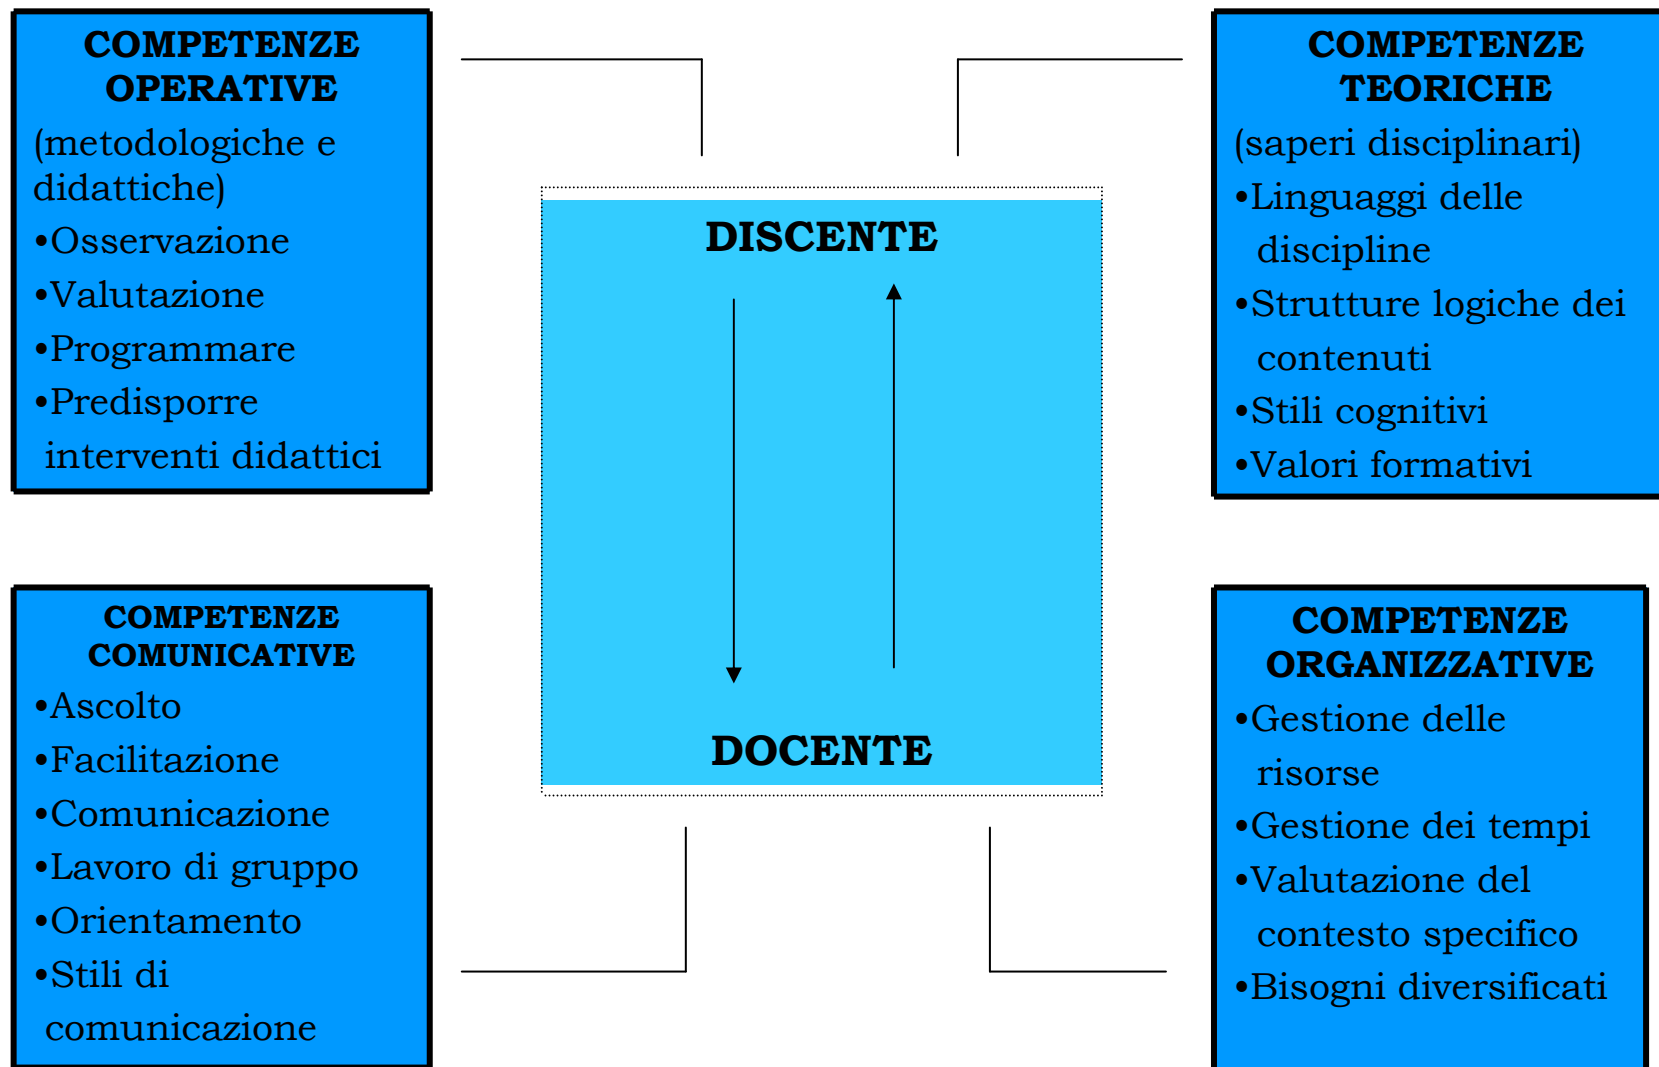 COMPETENZE
OPERATIVE
(metodologiche e
didattiche)
•Osservazione
•Valutazione
•Programmare
•Predisporre
interventi didattici
COMPETENZE
TEORICHE
(saperi disciplinari)
•Linguaggi delle
discipline
•Strutture logiche dei
contenuti
•Stili cognitivi
•Valori formativi
DISCENTE
DOCENTE
COMPETENZE
COMUNICATIVE
•Ascolto
•Facilitazione
•Comunicazione
•Lavoro di gruppo
•Orientamento
•Stili di
comunicazione
COMPETENZE
ORGANIZZATIVE
•Gestione delle
risorse
•Gestione dei tempi
•Valutazione del
contesto specifico
•Bisogni diversificati